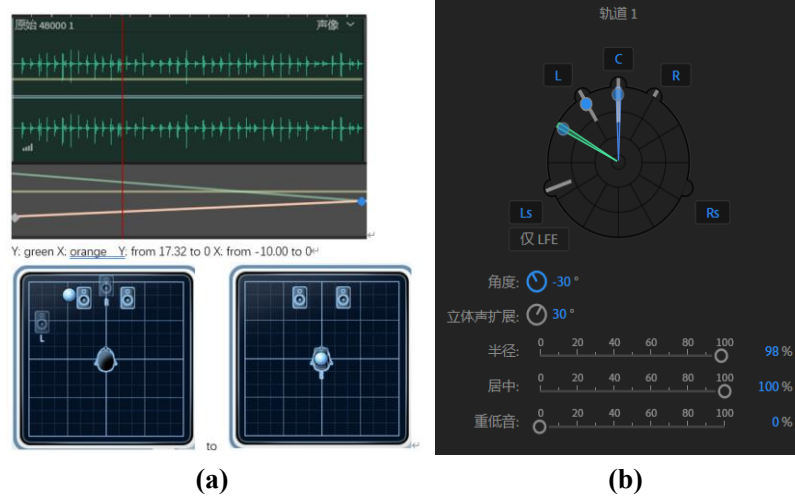 原始 48000 1 声像
Y: green X: orange Y: from 17.32 to 0 X: from -10.00 to 0
R
L
to
(a)
轨道 1
C
L R
Ls Rs
仅 LFE
角度: -30 °
立体声扩展: 30 °
半径: 0 20 40 60 80 100 98 %
居中: 0 20 40 60 80 100 100 %
重低音: 0 20 40 60 80 100 0 %
(b)